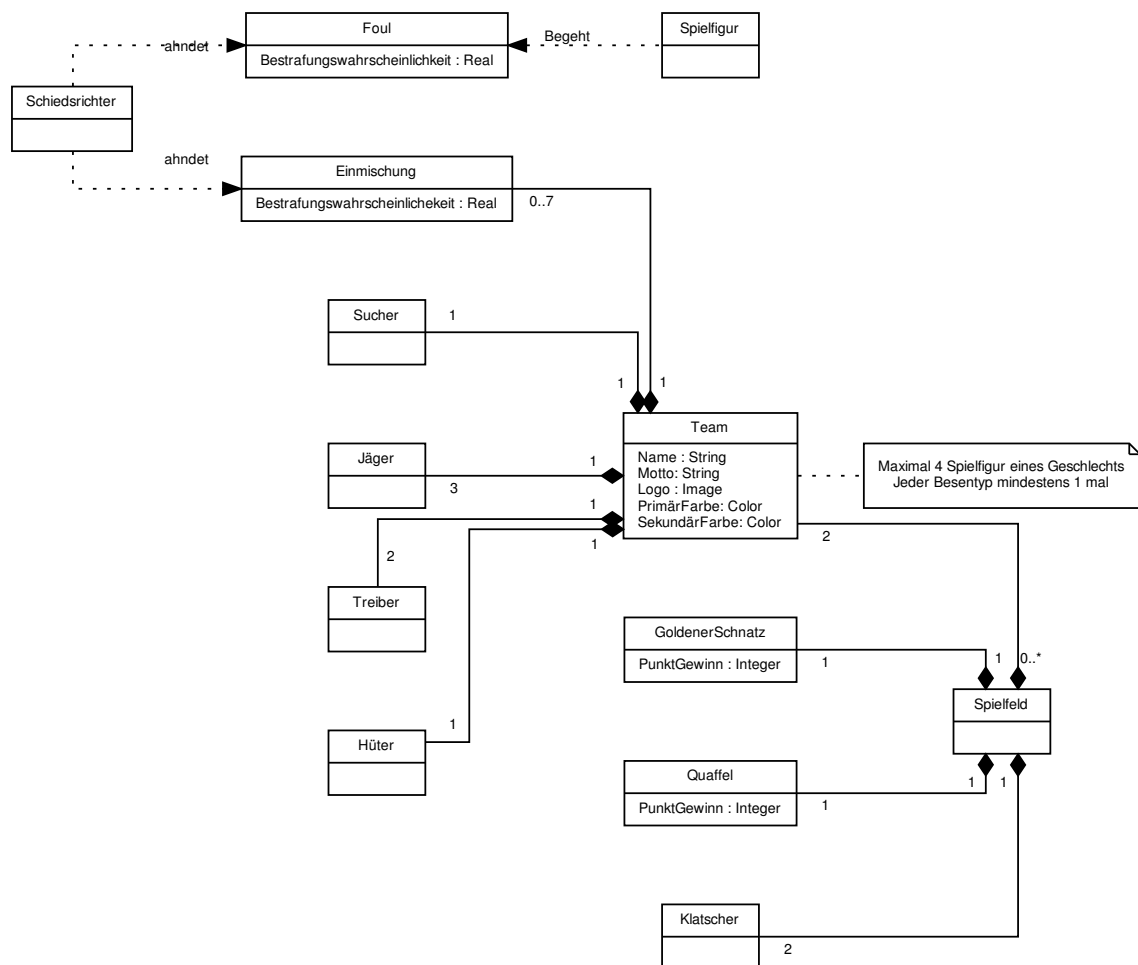 Foul
Bestrafungswahrscheinlichkeit : Real
Spielfigur
Begeht
ahndet
Schiedsrichter
ahndet
Einmischung
Bestrafungswahrscheinlichekeit : Real
0..7
Sucher
1
1
1
Team
Name : String
Motto: String
Logo : Image
PrimärFarbe: Color
SekundärFarbe: Color
Maximal 4 Spielfigur eines Geschlechts
Jeder Besentyp mindestens 1 mal
Jäger
1
3
1
1
2
2
Treiber
GoldenerSchnatz
PunktGewinn : Integer
1
1
0..*
Spielfeld
Hüter
1
Quaffel
PunktGewinn : Integer
1
1
1
Klatscher
2